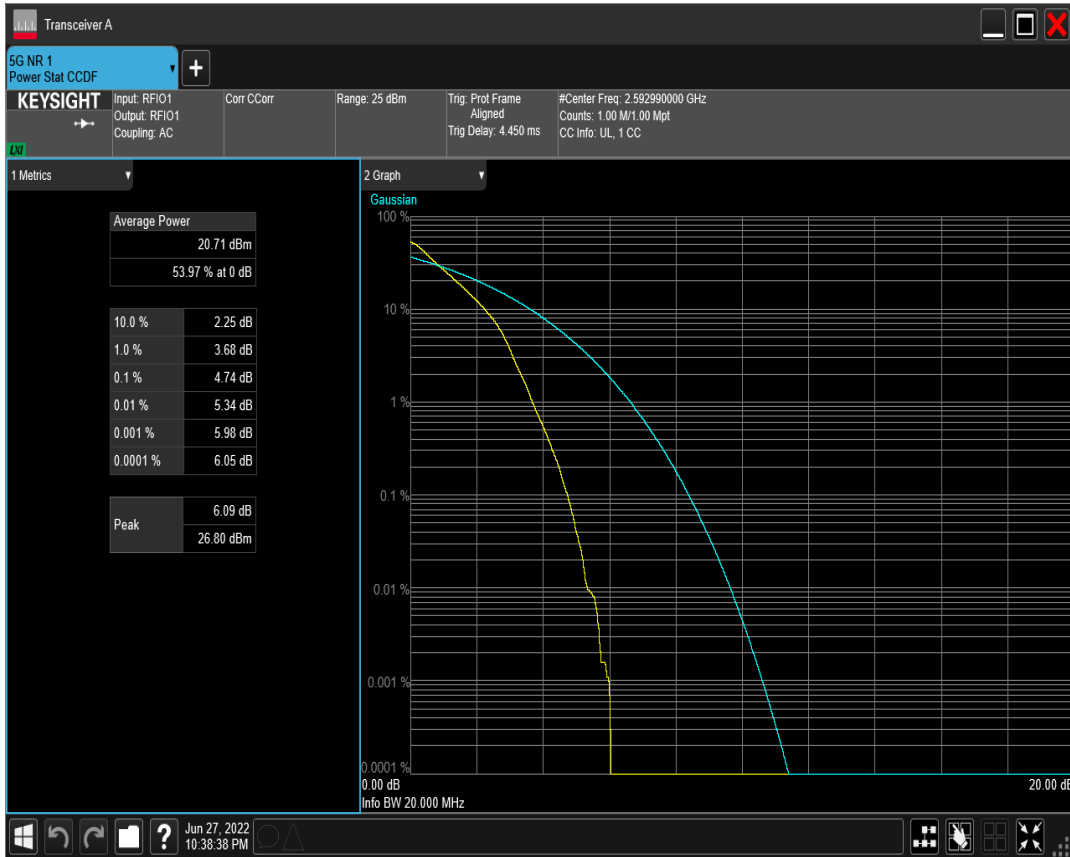 Transceiver A
5G NR 1
Power Stat CCDF
KEYSIGHT
LXI
Input: RFIO1
Output: RFIO1
Coupling: AC
Corr CCorr
Range: 25 dBm
Trig: Prot Frame
Aligned
Trig Delay: 4.450 ms
#Center Freq: 2.592990000 GHz
Counts: 1.00 M/1.00 Mpt
CC Info: UL, 1 CC
1 Metrics
Average Power
20.71 dBm
53.97 % at 0 dB
10.0 % 2.25 dB
1.0 % 3.68 dB
0.1 % 4.74 dB
0.01 % 5.34 dB
0.001 % 5.98 dB
0.0001 % 6.05 dB
Peak
6.09 dB
26.80 dBm
2 Graph
Gaussian
100 %
10 %
1 %
0.1 %
0.01 %
0.001 %
0.0001 %
0.00 dB
20.00 dB
Info BW 20.000 MHz
?
Jun 27, 2022
10:38:38 PM